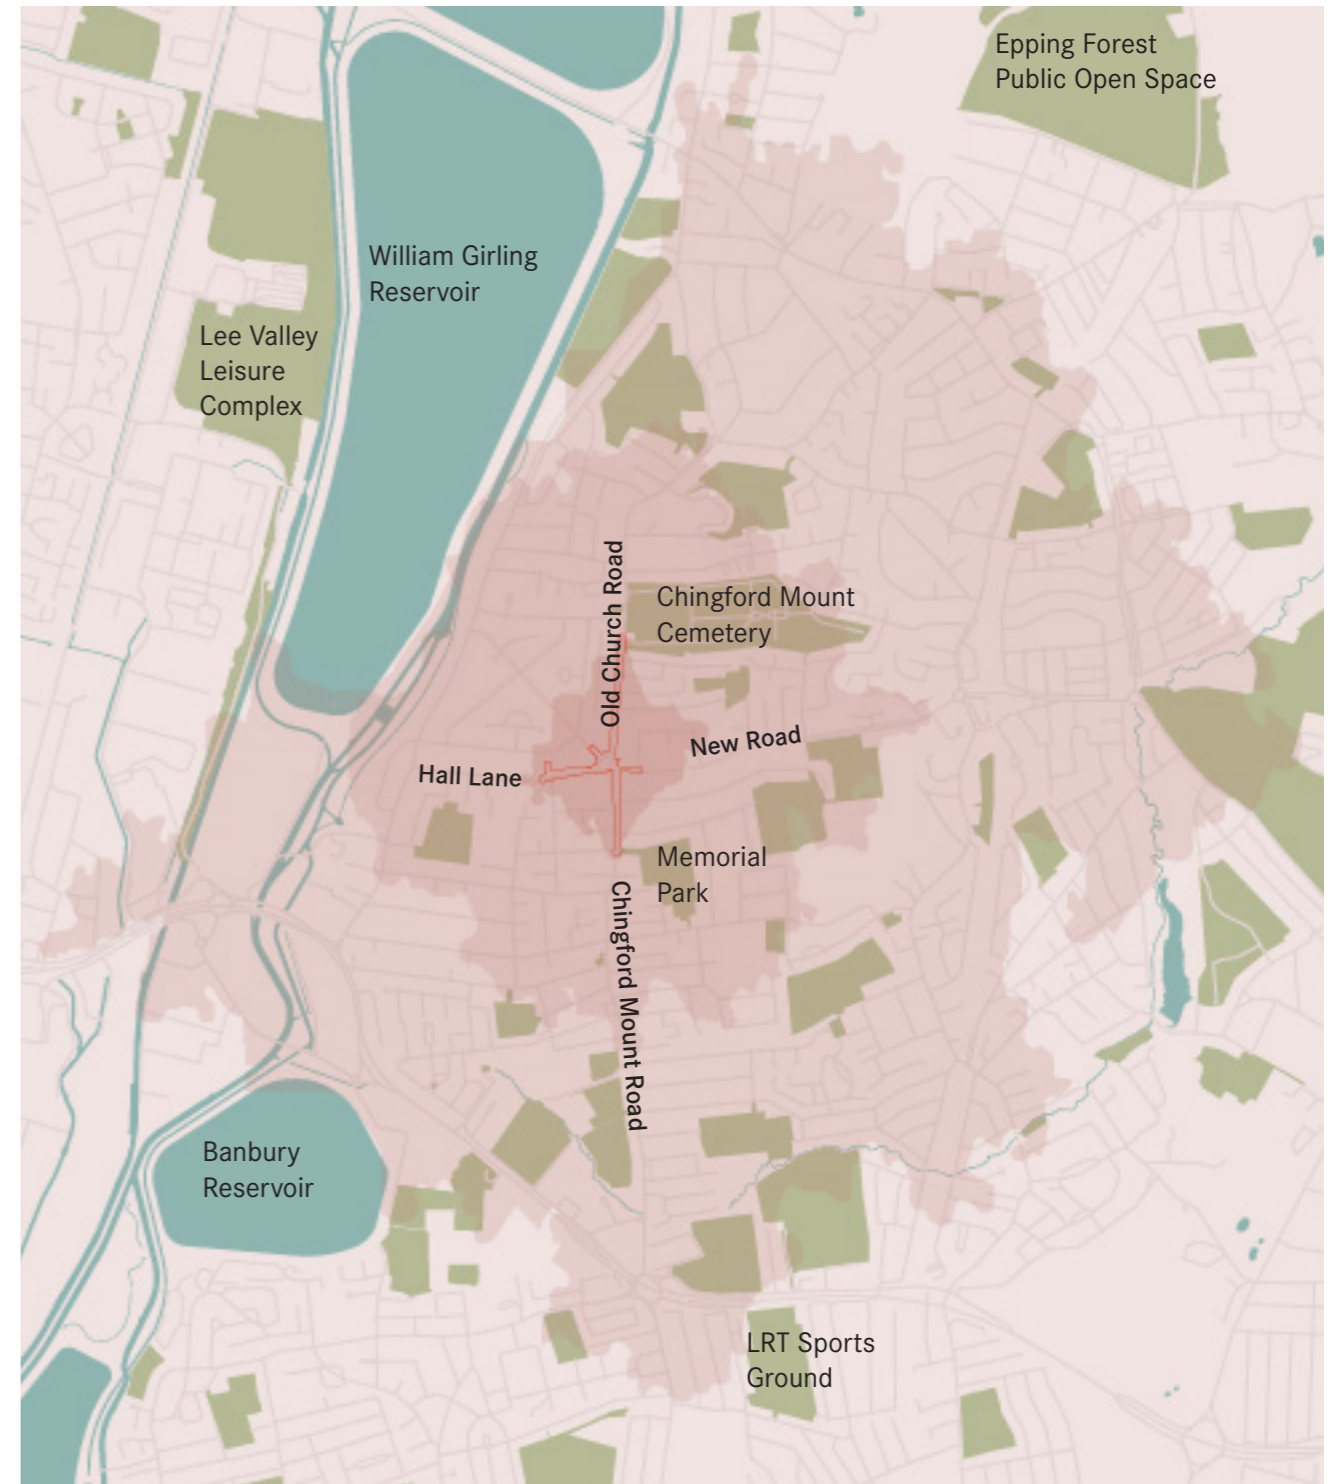 Epping Forest
Public Open Space
William Girling
Reservoir
Lee Valley
Leisure
Complex
Old Church Road
Chingford Mount
Cemetery
New Road
Hall Lane
Memorial
Park
Chingford Mount Road
Banbury
Reservoir
LRT Sports
Ground